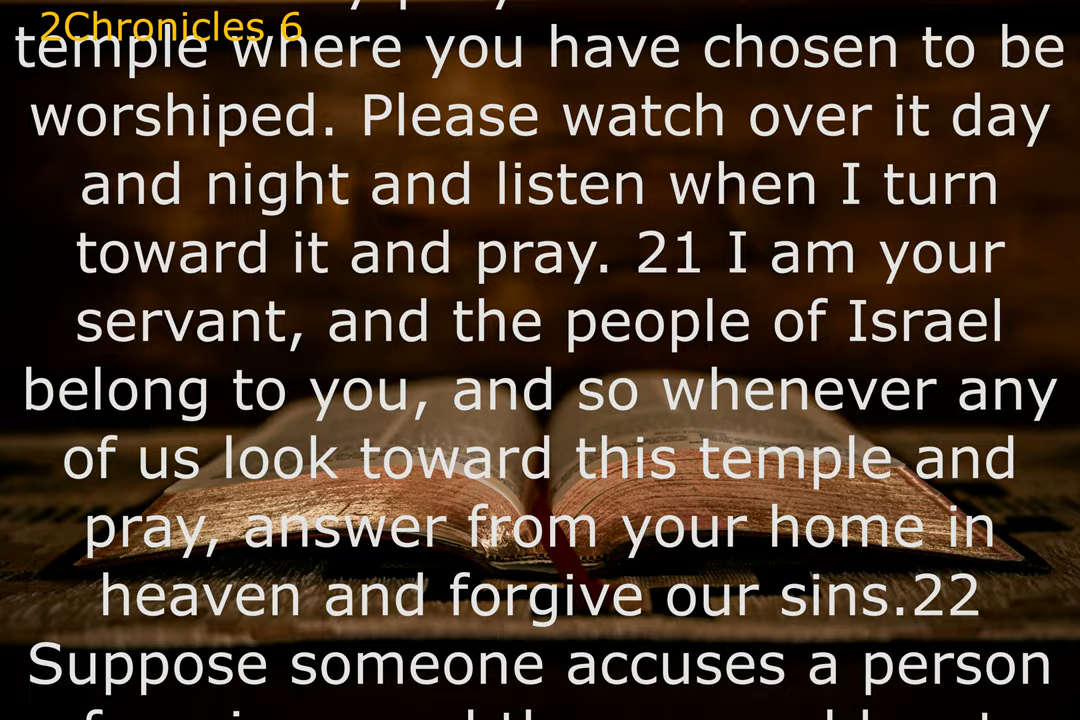 2Chronicles 6
temple where you have chosen to be
worshiped. Please watch over it day
and night and listen when I turn
toward it and pray. 21 I am your
servant, and the people of Israel
belong to you, and so whenever any
of us look toward this temple and
pray, answer from your home in
heaven and forgive our sins.22
Suppose someone accuses a person